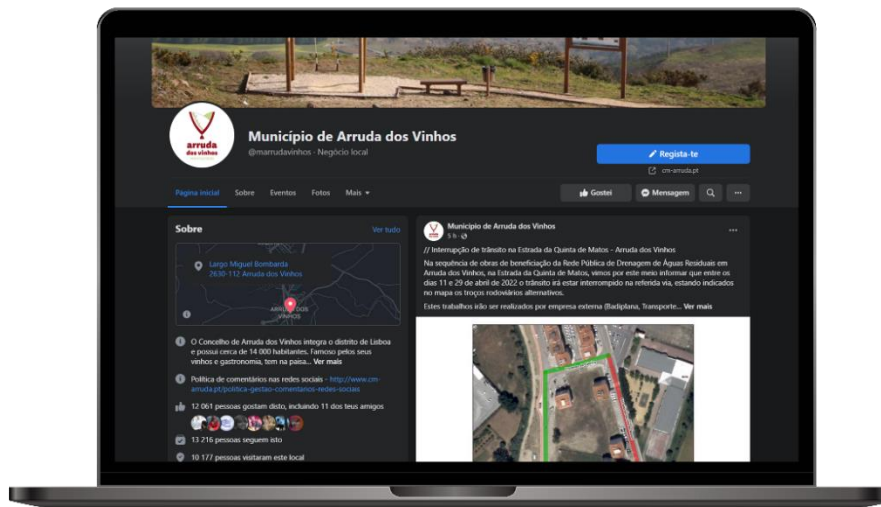 arruda
dos vinhos
Município de Arruda dos Vinhos
@marrudavinhos · Negócio local
Regista-te
cm-arruda.pt
Página inicial Sobre Eventos Fotos Mais
Gostei Mensagem
Sobre Ver tudo
Largo Miguel Bombarda
2630-112 Arruda dos Vinhos
ARRUDA DOS
VINHOS
O Concelho de Arruda dos Vinhos integra o distrito de Lisboa
e possui cerca de 14 000 habitantes. Famoso pelos seus
vinhos e gastronomia, tem na paisa... Ver mais
Política de comentários nas redes sociais - http://www.cm-
arruda.pt/politica-gestao-comentarios-redes-sociais
12 061 pessoas gostam disto, incluindo 11 dos teus amigos
13 216 pessoas seguem isto
10 177 pessoas visitaram este local
Município de Arruda dos Vinhos
5 h ·
// Interrupção de trânsito na Estrada da Quinta de Matos - Arruda dos Vinhos
Na sequência de obras de beneficiação da Rede Pública de Drenagem de Águas Residuais em
Arruda dos Vinhos, na Estrada da Quinta de Matos, vimos por este meio informar que entre os
dias 11 e 29 de abril de 2022 o trânsito irá estar interrompido na referida via, estando indicados
no mapa os troços rodoviários alternativos.
Estes trabalhos irão ser realizados por empresa externa (Badiplana, Transporte... Ver mais